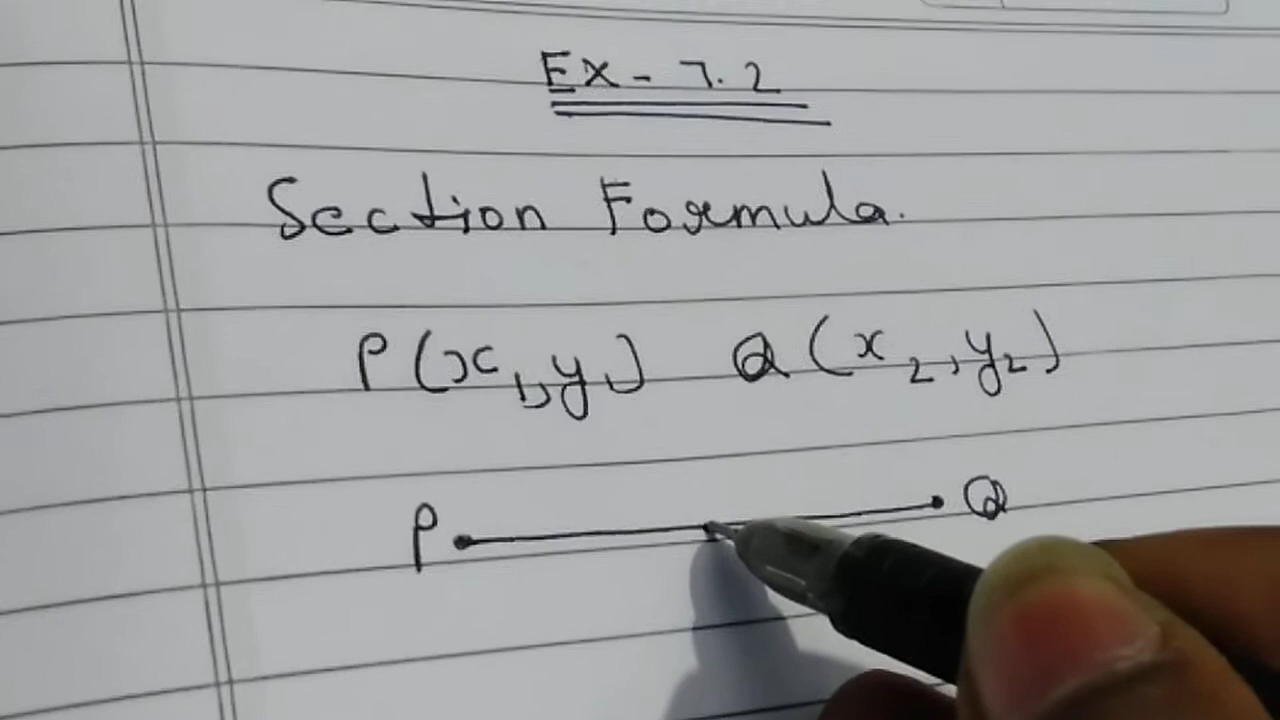 Ex - 7.2
Section Formula.
P(x₁,y₁) Q(x₂,y₂)
P Q